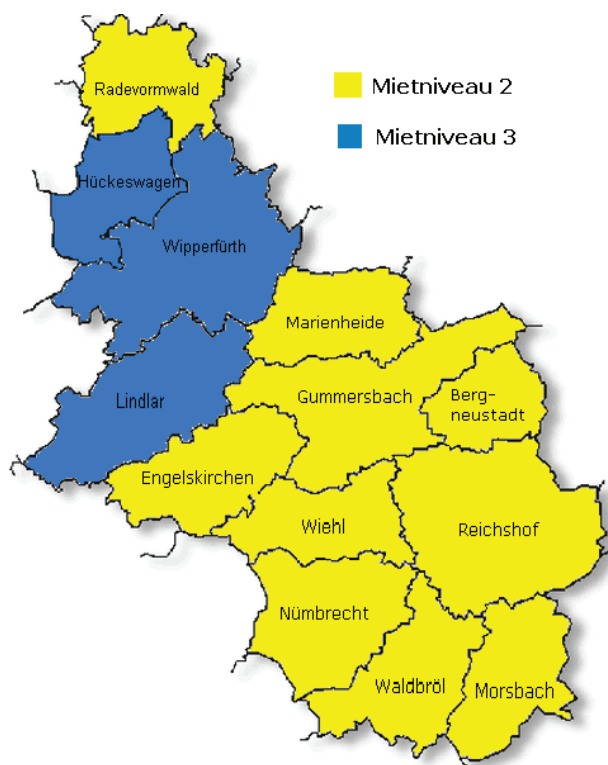 Radevormwald
Mietniveau 2
Mietniveau 3
Hückeswagen
Wipperfürth
Marienheide
Lindlar
Gummersbach
Berg-
neustadt
Engelskirchen
Wiehl
Reichshof
Nümbrecht
Waldbröl
Morsbach